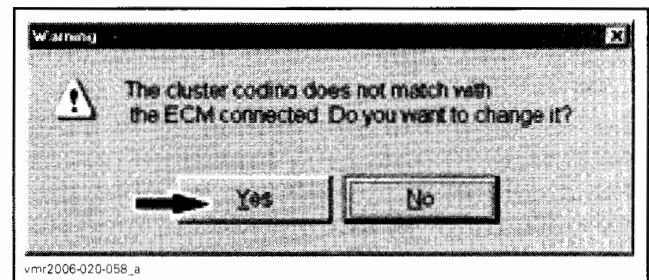 Warning
The cluster coding does not match with
the ECM connected. Do you want to change it?
Yes No
vmr2006-020-058_a